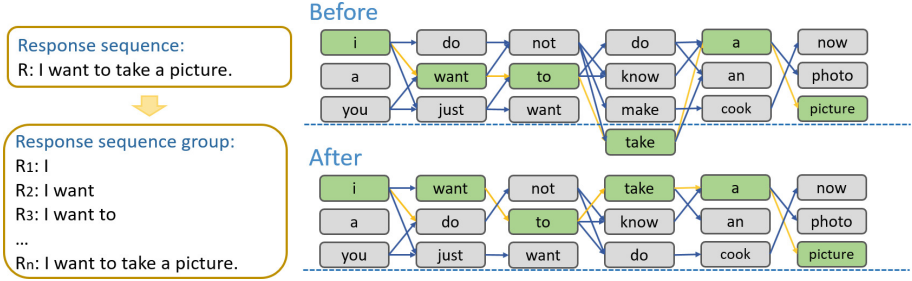 Response sequence:
R: I want to take a picture.
Response sequence group:
R1: I
R2: I want
R3: I want to
...
Rn: I want to take a picture.
Before
i do not do a now
a want to know an photo
you just want make cook picture
take
After
i want not take a now
a do to know an photo
you just want do cook picture